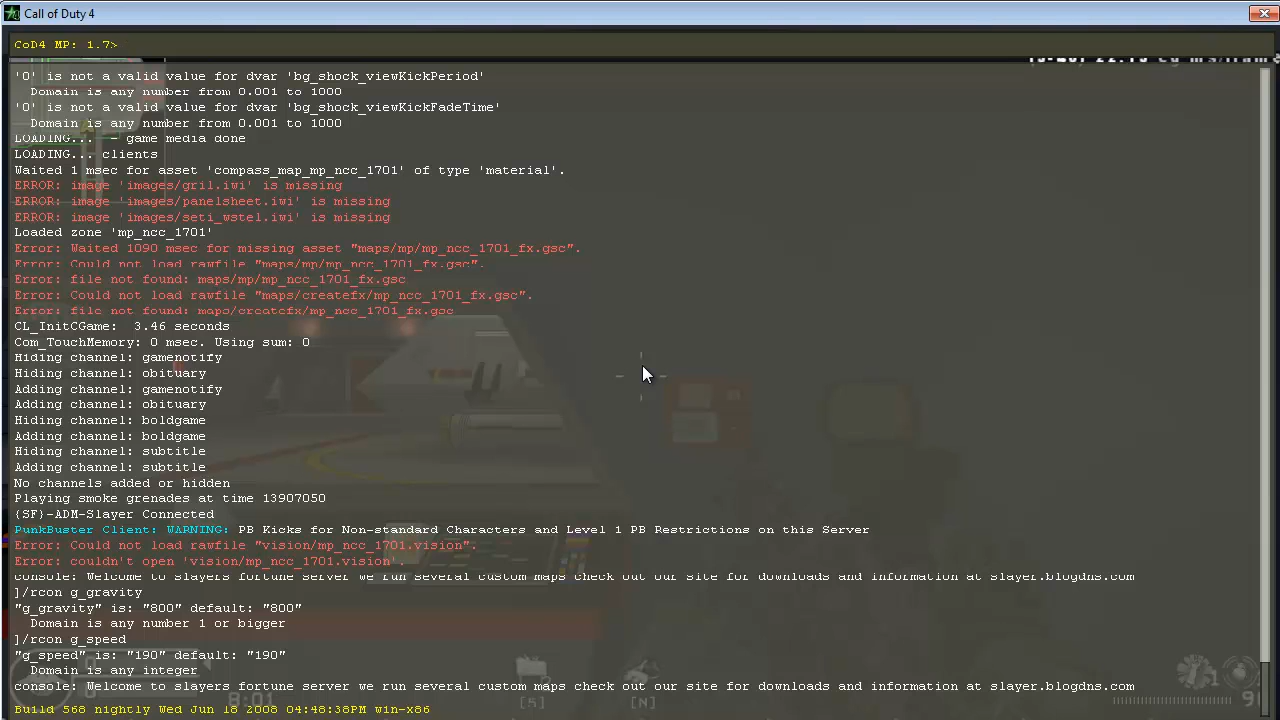 Call of Duty 4
CoD4 MP: 1.7>
'0' is not a valid value for dvar 'bg_shock_viewKickPeriod'
Domain is any number from 0.001 to 1000
'0' is not a valid value for dvar 'bg_shock_viewKickFadeTime'
Domain is any number from 0.001 to 1000
LOADING... - game media done
LOADING... clients
Waited 1 msec for asset 'compass_map_mp_ncc_1701' of type 'material'.
ERROR: image 'images/gril.iwi' is missing
ERROR: image 'images/panelsheet.iwi' is missing
ERROR: image 'images/seti_wstel.iwi' is missing
Loaded zone 'mp_ncc_1701'
Error: Waited 1090 msec for missing asset "maps/mp/mp_ncc_1701_fx.gsc".
Error: Could not load rawfile "maps/mp/mp_ncc_1701_fx.gsc".
Error: file not found: maps/mp/mp_ncc_1701_fx.gsc
Error: Could not load rawfile "maps/createfx/mp_ncc_1701_fx.gsc".
Error: file not found: maps/createfx/mp_ncc_1701_fx.gsc
CL_InitCGame:  3.46 seconds
Com_TouchMemory: 0 msec. Using sum: 0
Hiding channel: gamenotify
Hiding channel: obituary
Adding channel: gamenotify
Adding channel: obituary
Hiding channel: boldgame
Adding channel: boldgame
Hiding channel: subtitle
Adding channel: subtitle
No channels added or hidden
Playing smoke grenades at time 13907050
{SF}-ADM-Slayer Connected
PunkBuster Client: WARNING: PB Kicks for Non-standard Characters and Level 1 PB Restrictions on this Server
Error: Could not load rawfile "vision/mp_ncc_1701.vision".
Error: couldn't open 'vision/mp_ncc_1701.vision'.
console: Welcome to slayers fortune server we run several custom maps check out our site for downloads and information at slayer.blogdns.com
]/rcon g_gravity
"g_gravity" is: "800" default: "800"
Domain is any number 1 or bigger
]/rcon g_speed
"g_speed" is: "190" default: "190"
Domain is any integer
console: Welcome to slayers fortune server we run several custom maps check out our site for downloads and information at slayer.blogdns.com
8:01
[5]
[N]
Build 568 nightly Wed Jun 18 2008 04:48:38PM win-x86